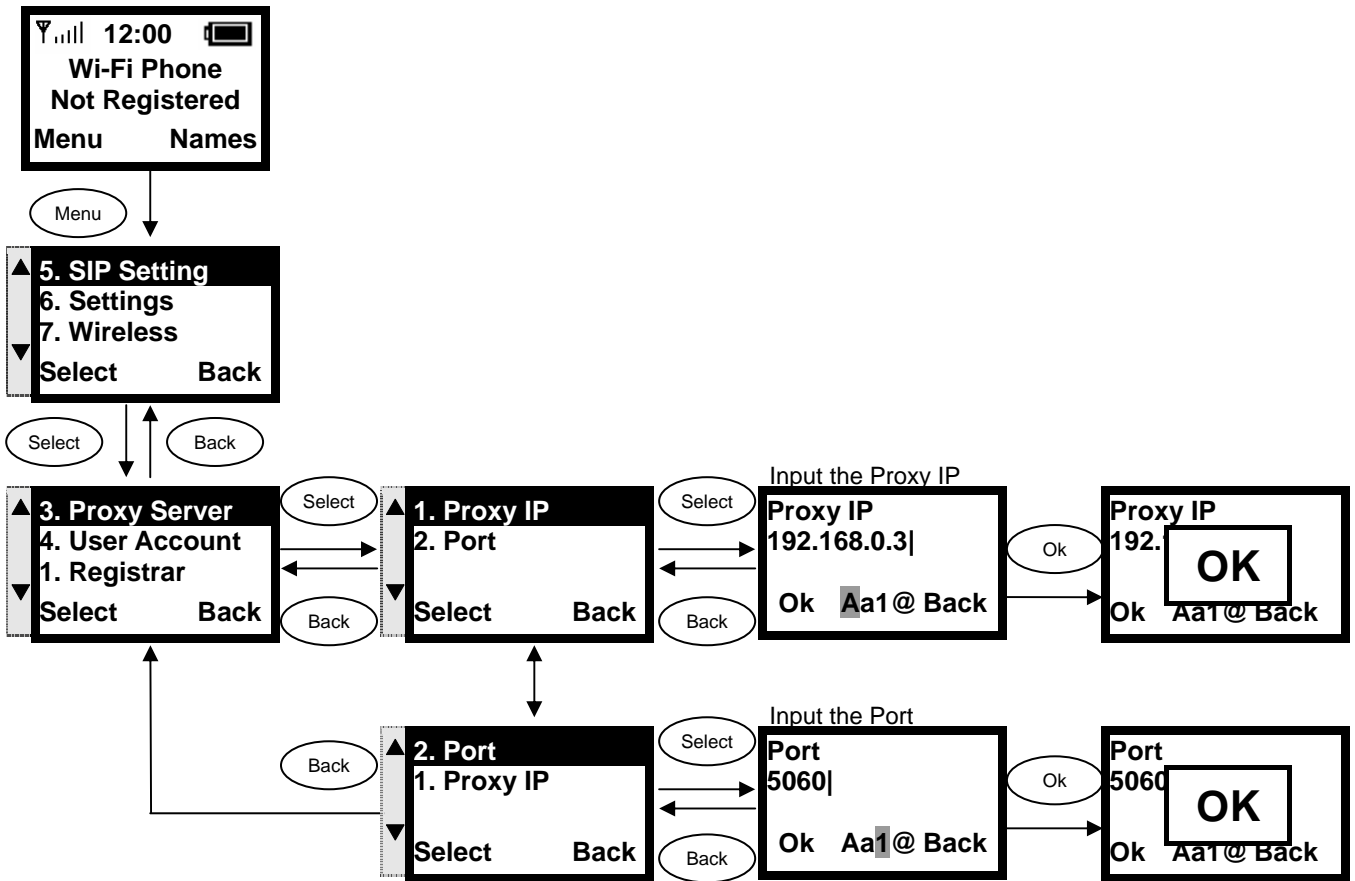 12:00
Wi-Fi Phone
Not Registered
Menu Names
Menu
5. SIP Setting
6. Settings
7. Wireless
Select Back
Select
Back
3. Proxy Server
4. User Account
1. Registrar
Select Back
Select
Back
1. Proxy IP
2. Port
Select Back
Select
Back
Input the Proxy IP
Proxy IP
192.168.0.3|
Ok Aa1@ Back
Ok
Proxy IP
192.
OK
Ok Aa1@ Back
Back
2. Port
1. Proxy IP
Select Back
Select
Back
Input the Port
Port
5060|
Ok Aa1@ Back
Ok
Port
5060
OK
Ok Aa1@ Back